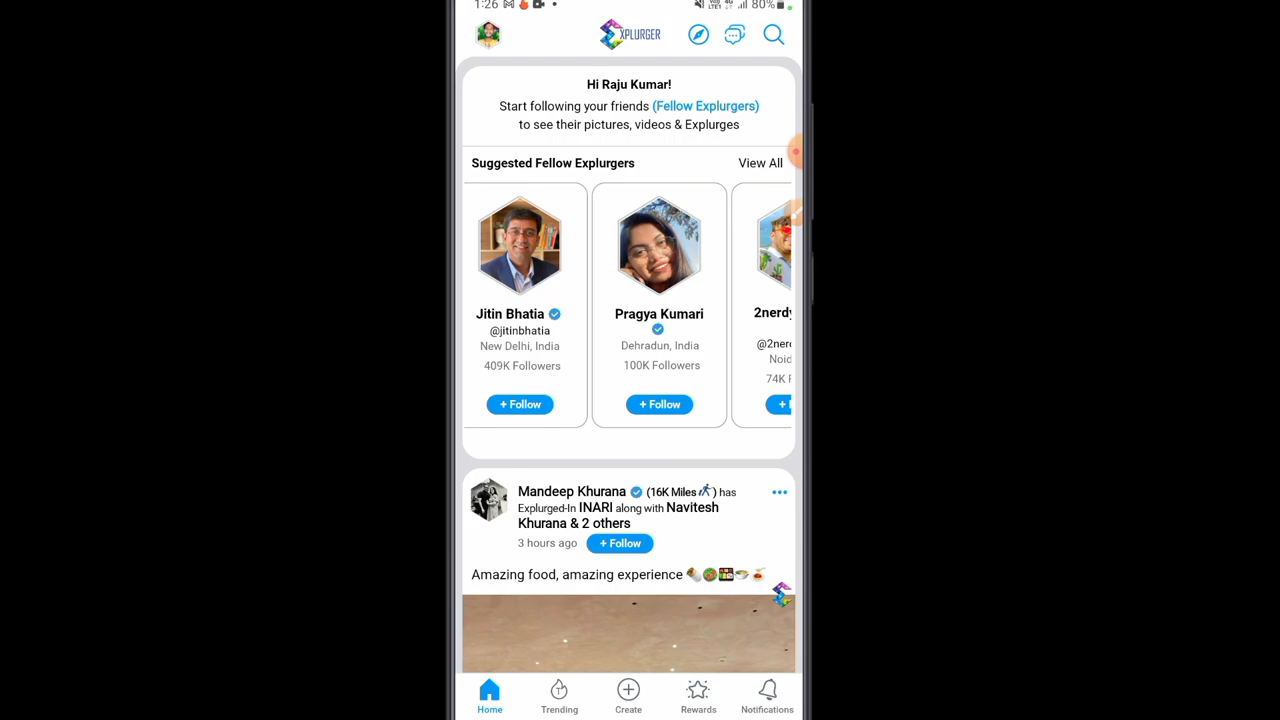 1:26
80%
EXPLURGER
Hi Raju Kumar!
Start following your friends (Fellow Explurgers)
to see their pictures, videos & Explurges
Suggested Fellow Explurgers View All
Jitin Bhatia
@jitinbhatia
New Delhi, India
409K Followers
+ Follow
Pragya Kumari
Dehradun, India
100K Followers
+ Follow
2nerdy
@2nerd
Noid
74K F
+ F
Mandeep Khurana (16K Miles) has
Explurged-In INARI along with Navitesh
Khurana & 2 others
3 hours ago + Follow
Amazing food, amazing experience
Home Trending Create Rewards Notifications